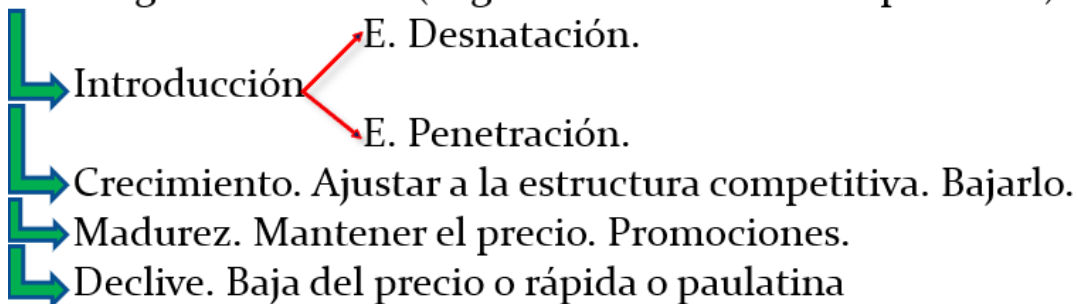 E. Desnatación.
Introducción
E. Penetración.
Crecimiento. Ajustar a la estructura competitiva. Bajarlo.
Madurez. Mantener el precio. Promociones.
Declive. Baja del precio o rápida o paulatina